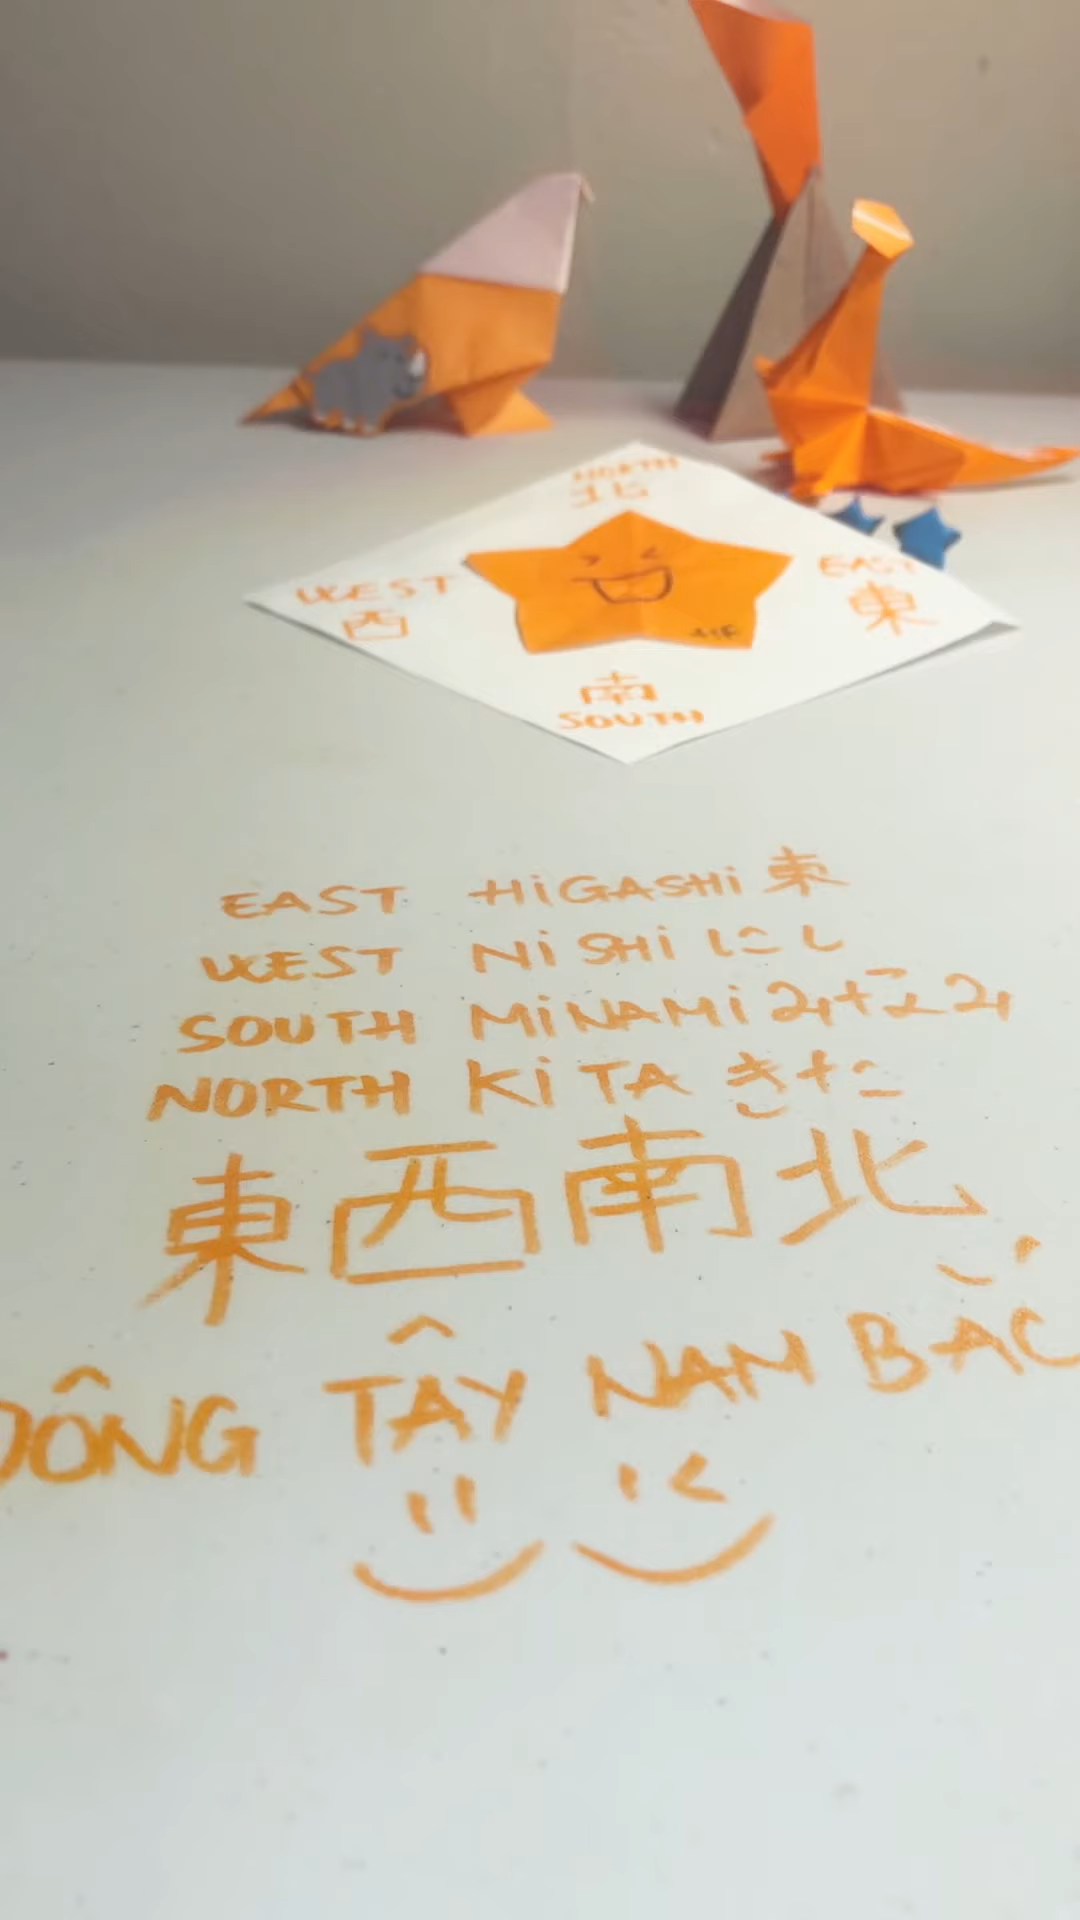 NORTH
北
WEST
西
EAST
東
南
SOUTH
EAST HiGASHi 東
WEST NiSHi にし
SOUTH MiNAMi みなみ
NORTH KiTA きた
東西南北
ĐÔNG TÂY NAM BẮC